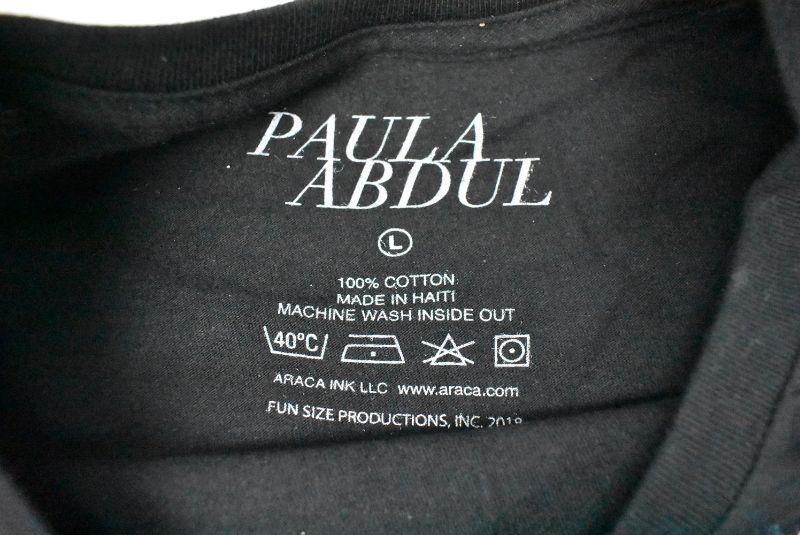 PAULA
ABDUL
L
100% COTTON
MADE IN HAITI
MACHINE WASH INSIDE OUT
40°C
ARACA INK LLC www.araca.com
FUN SIZE PRODUCTIONS, INC.